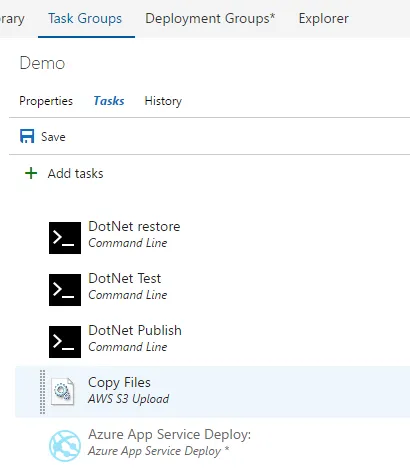 rary Task Groups Deployment Groups* Explorer
Demo
Properties Tasks History
Save
+ Add tasks
DotNet restore
Command Line
DotNet Test
Command Line
DotNet Publish
Command Line
Copy Files
AWS S3 Upload
Azure App Service Deploy:
Azure App Service Deploy *